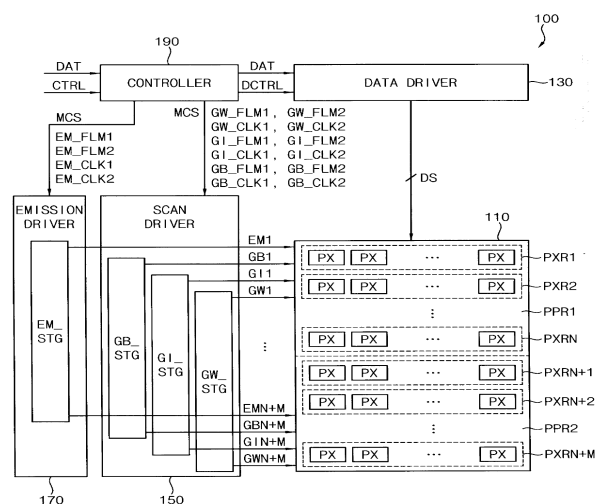 100
190
DAT
CTRL
CONTROLLER
DAT
DCTRL
DATA DRIVER
130
MCS
EM_FLM1
EM_FLM2
EM_CLK1
EM_CLK2
MCS
GW_FLM1, GW_FLM2
GW_CLK1, GW_CLK2
GI_FLM1, GI_FLM2
GI_CLK1, GI_CLK2
GB_FLM1, GB_FLM2
GB_CLK1, GB_CLK2
DS
EMISSION
DRIVER
SCAN
DRIVER
110
EM_
STG
GB_
STG
GI_
STG
GW_
STG
EM1
GB1
GI1
GW1
⋮
EMN+M
GBN+M
GIN+M
GWN+M
PX PX ... PX PXR1
PX PX ... PX PXR2
⋮ PPR1
PX PX ... PX PXRN
PX PX ... PX PXRN+1
PX PX ... PX PXRN+2
⋮ PPR2
PX PX ... PX PXRN+M
170
150